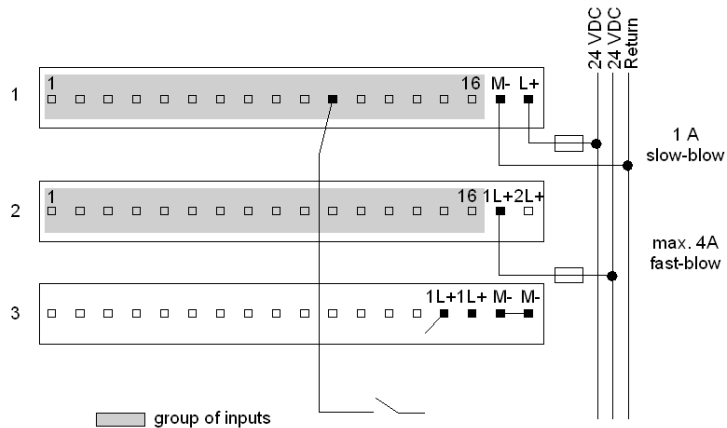 24 VDC
24 VDC
Return
1
1 16 M- L+
1 A
slow-blow
2
1 16 1L+ 2L+
max. 4A
fast-blow
3
1L+ 1L+ M- M-
group of inputs